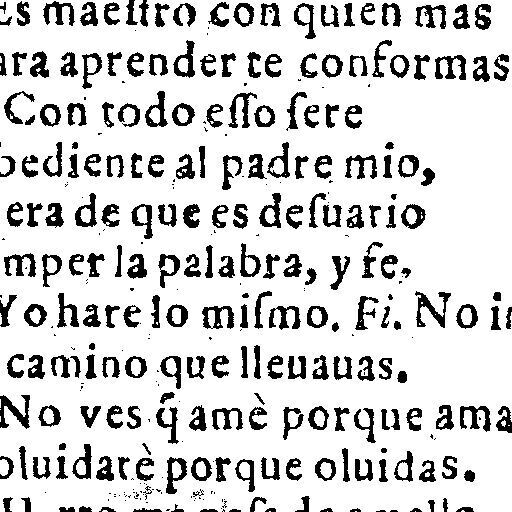 Es maeſtro con quien mas
ara aprender te conformas
Con todo eſſo ſere
bediente al padre mio,
era de que es deſuario
mper la palabra, y fe.
Yo hare lo miſmo. Fi. No
camino que lleuauas.
No ves q̃ amè porque ama
oluidarè porque oluidas.